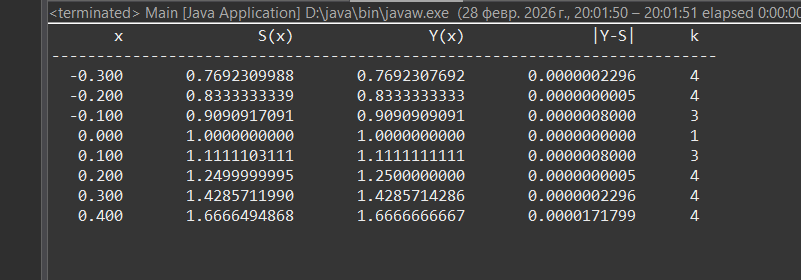 <terminated> Main [Java Application] D:\java\bin\javaw.exe (28 февр. 2026 г., 20:01:50 – 20:01:51 elapsed 0:00:00
x S(x) Y(x) |Y-S| k
-----------------------------------------------------------------
-0.300 0.7692309988 0.7692307692 0.0000002296 4
-0.200 0.8333333339 0.8333333333 0.0000000005 4
-0.100 0.9090917091 0.9090909091 0.0000008000 3
0.000 1.0000000000 1.0000000000 0.0000000000 1
0.100 1.1111103111 1.1111111111 0.0000008000 3
0.200 1.2499999995 1.2500000000 0.0000000005 4
0.300 1.4285711990 1.4285714286 0.0000002296 4
0.400 1.6666494868 1.6666666667 0.0000171799 4